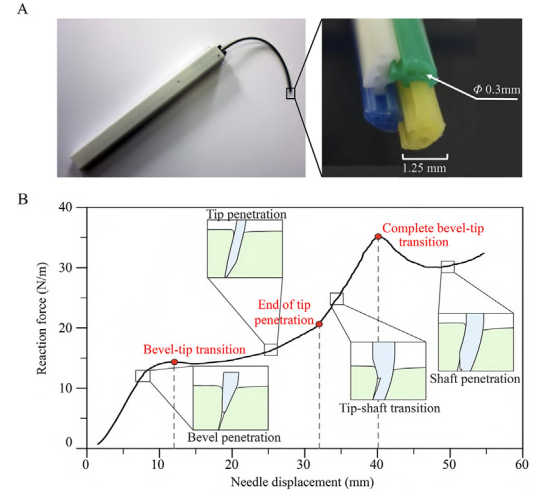 A
Φ 0.3mm
1.25 mm
B
40
30
20
10
0
Reaction force (N/m)
Tip penetration
Complete bevel-tip
transition
End of tip
penetration
Bevel-tip transition
Shaft penetration
Tip-shaft transition
Bevel penetration
0
10
20
30
40
50
60
Needle displacement (mm)